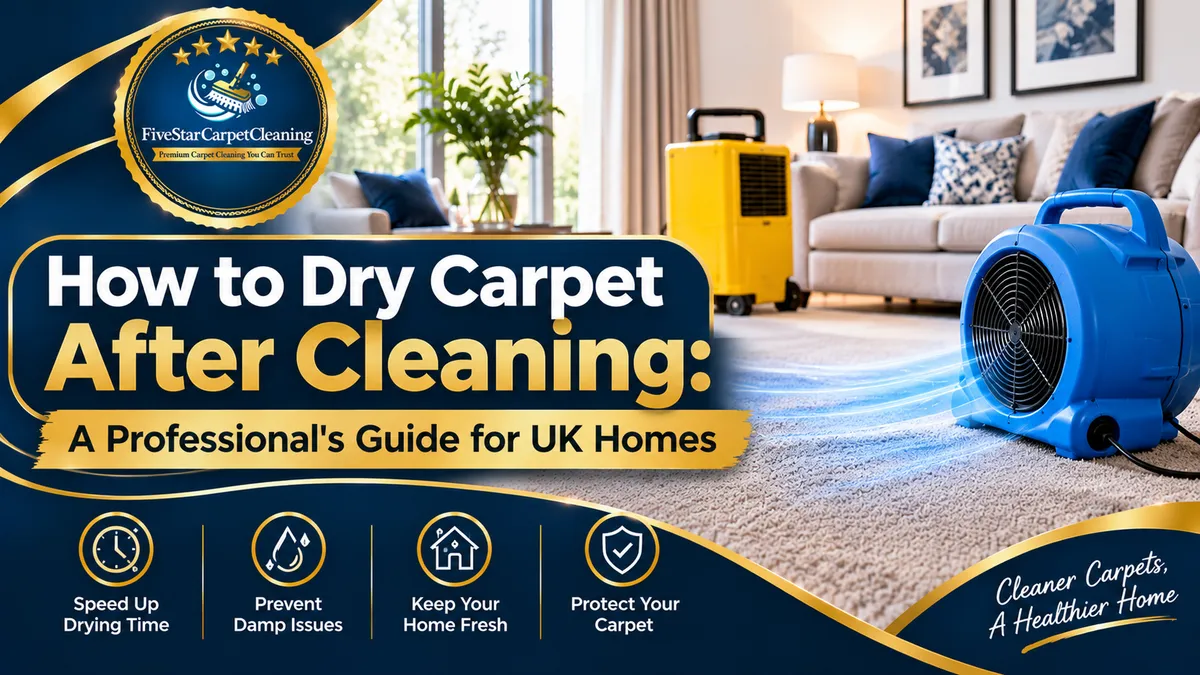 FiveStarCarpetCleaning
Premium Carpet Cleaning You Can Trust
How to Dry Carpet
After Cleaning:
A Professional's Guide for UK Homes
Speed Up
Drying Time
Prevent
Damp Issues
Keep Your
Home Fresh
Protect Your
Carpet
Cleaner Carpets,
A Healthier Home